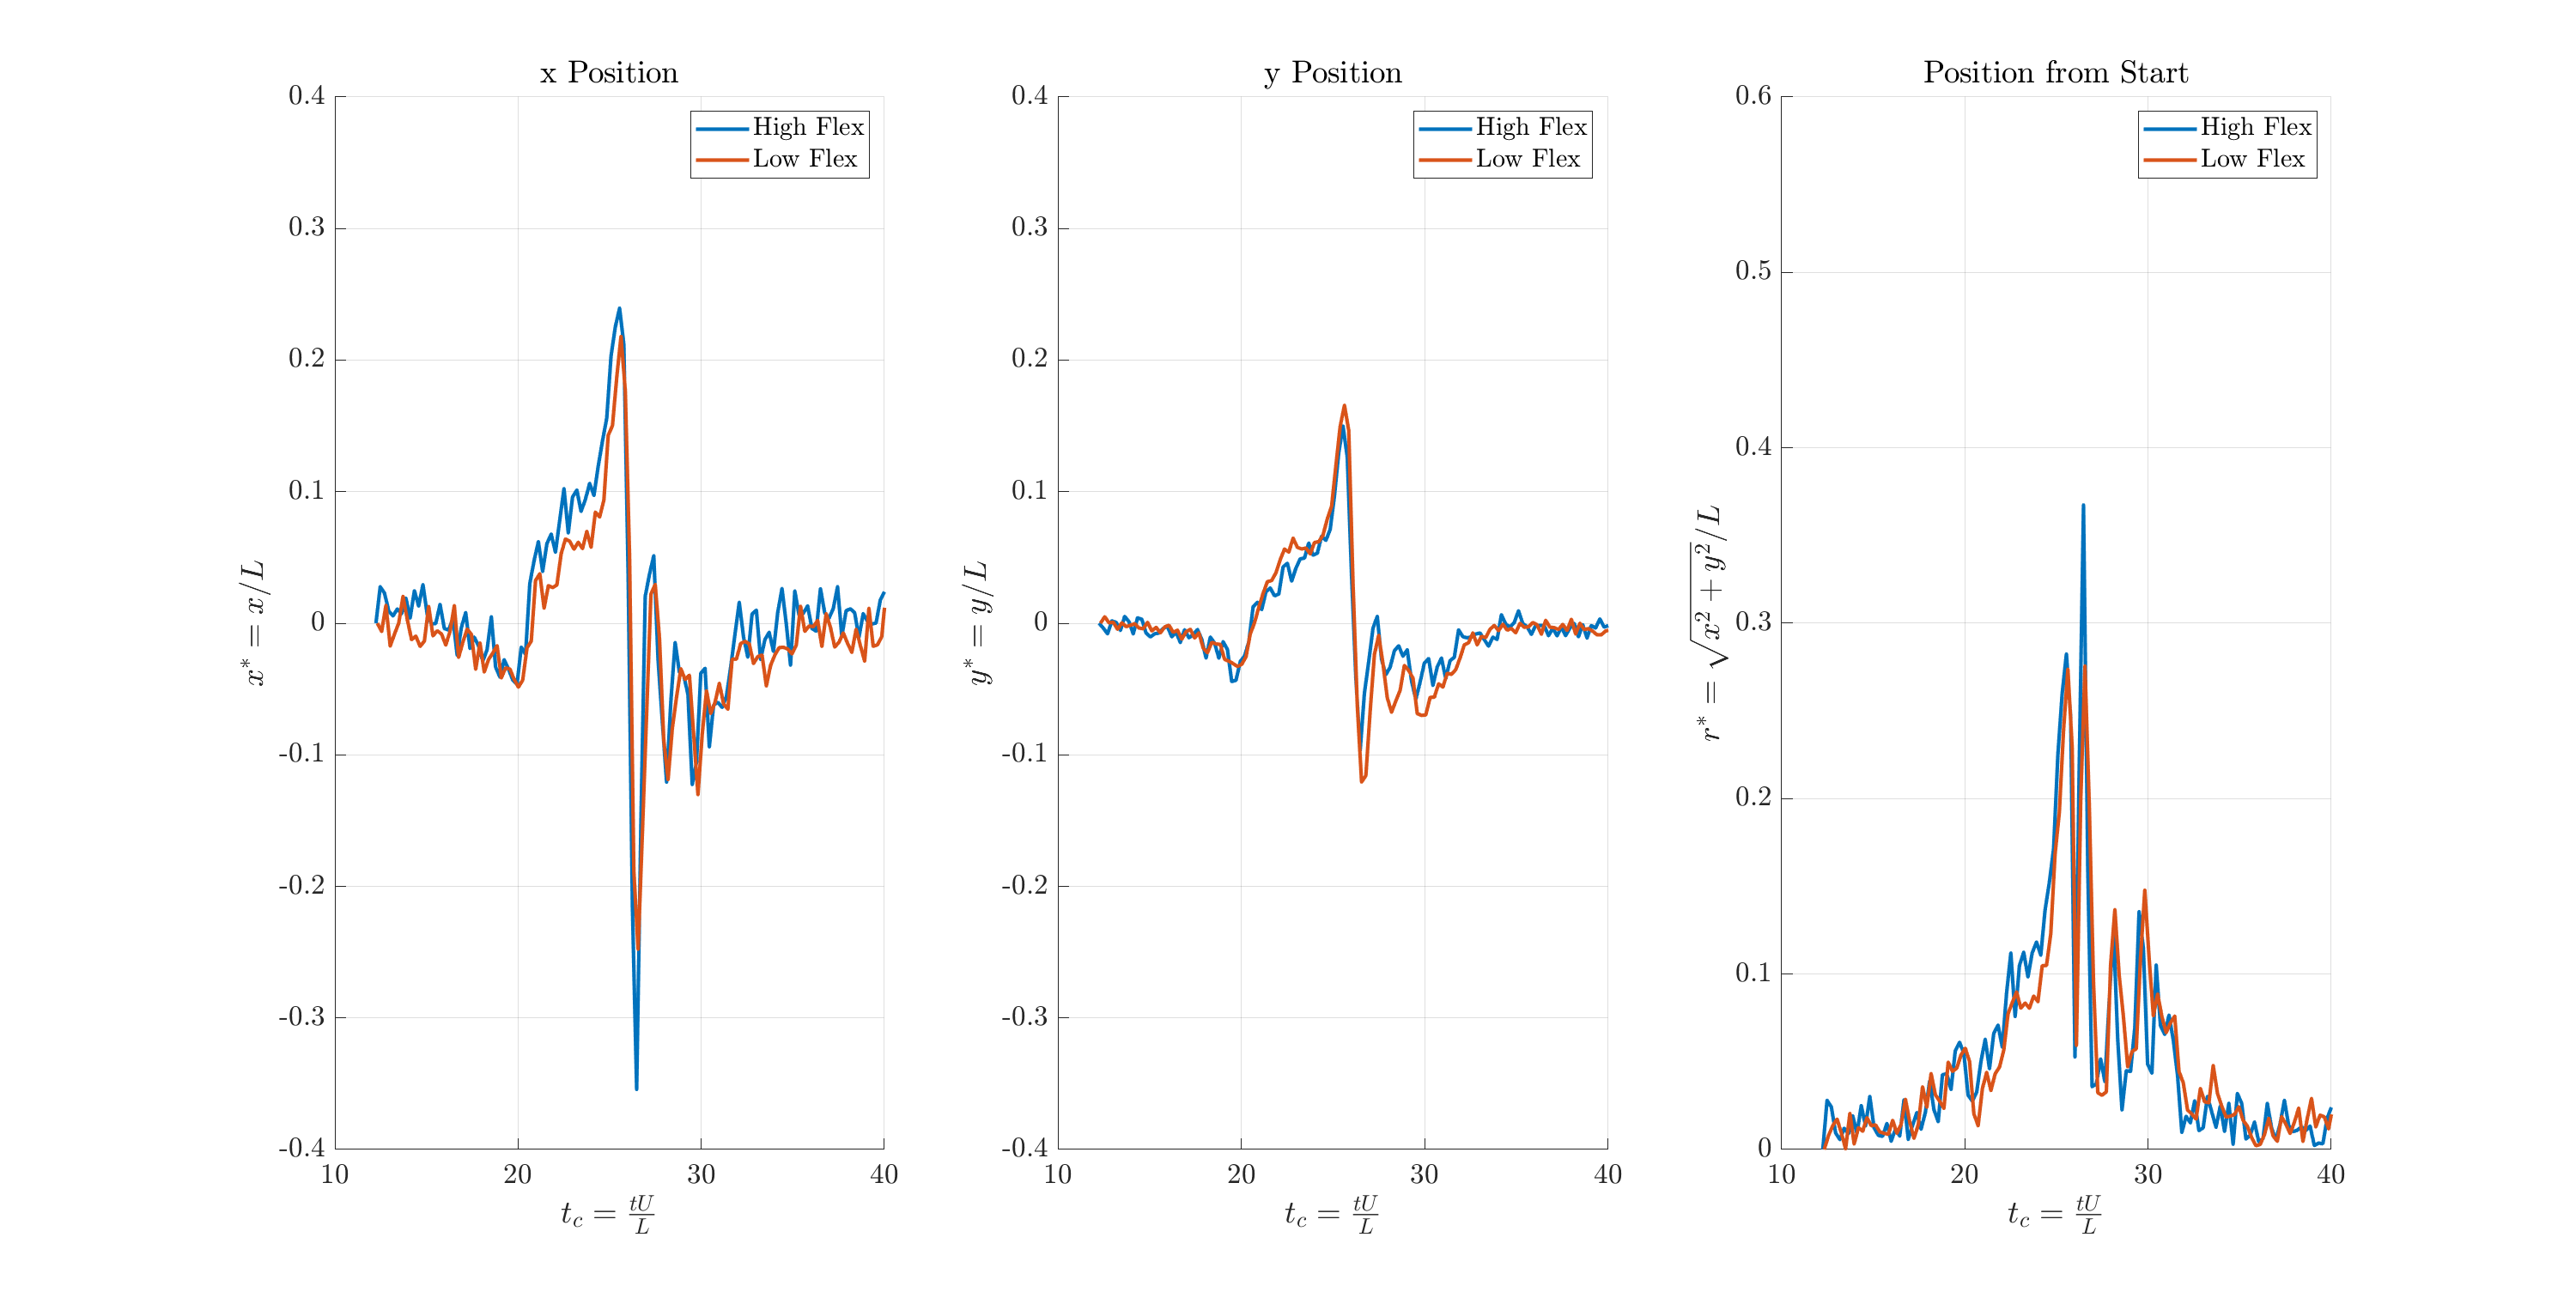 x Position
High Flex
Low Flex
0.4
0.3
0.2
0.1
0
-0.1
-0.2
-0.3
-0.4
10 20 30 40
x* = x/L
t_c = tU/L
y Position
High Flex
Low Flex
0.4
0.3
0.2
0.1
0
-0.1
-0.2
-0.3
-0.4
10 20 30 40
y* = y/L
t_c = tU/L
Position from Start
High Flex
Low Flex
0.6
0.5
0.4
0.3
0.2
0.1
0
10 20 30 40
r* = √(x² + y²)/L
t_c = tU/L